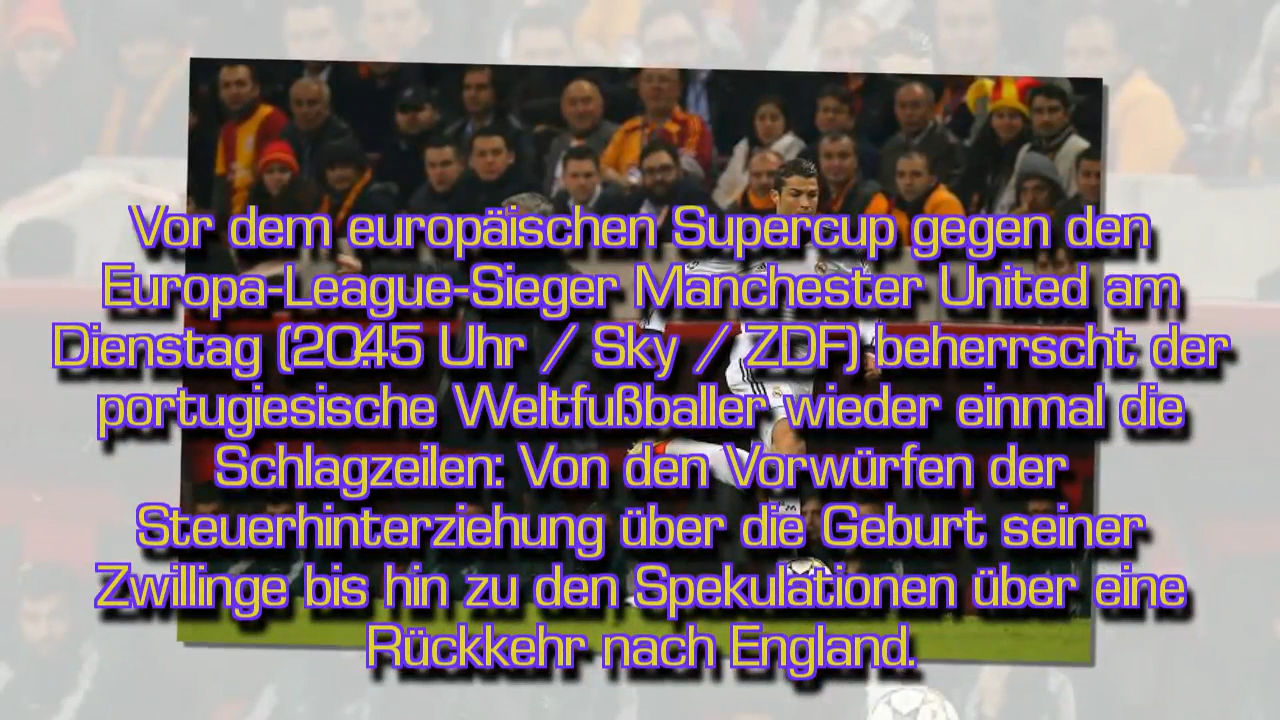 Vor dem europäischen Supercup gegen den
Europa-League-Sieger Manchester United am
Dienstag (20.45 Uhr / Sky / ZDF) beherrscht der
portugiesische Weltfußballer wieder einmal die
Schlagzeilen: Von den Vorwürfen der
Steuerhinterziehung über die Geburt seiner
Zwillinge bis hin zu den Spekulationen über eine
Rückkehr nach England.